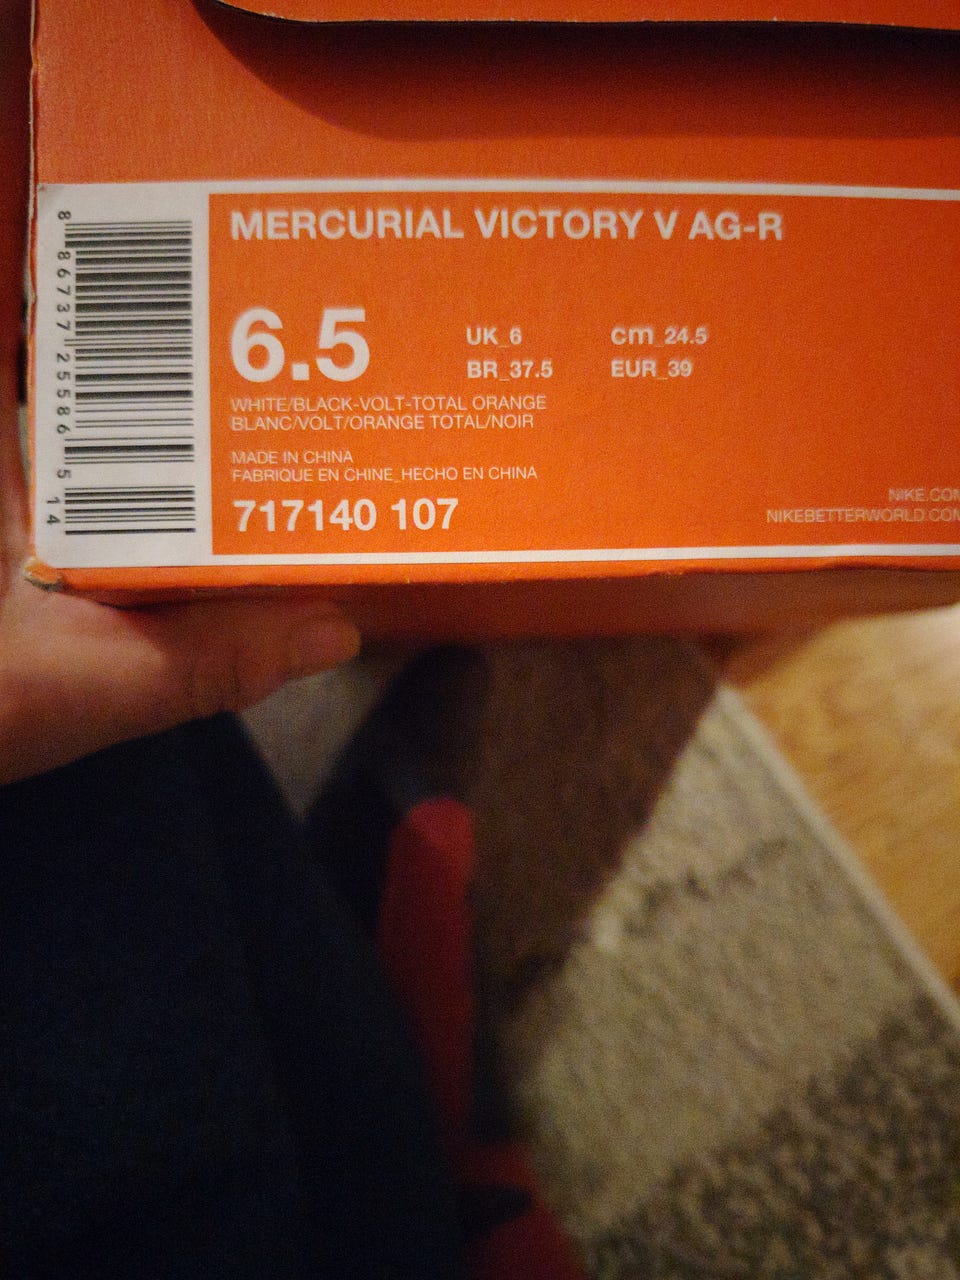 MERCURIAL VICTORY V AG-R
6.5
UK_6
cm_24.5
BR_37.5
EUR_39
WHITE/BLACK-VOLT-TOTAL ORANGE
BLANC/VOLT/ORANGE TOTAL/NOIR
MADE IN CHINA
FABRIQUE EN CHINE_HECHO EN CHINA
717140 107
NIKE.COM
NIKEBETTERWORLD.COM
8 86737 25586 5 14